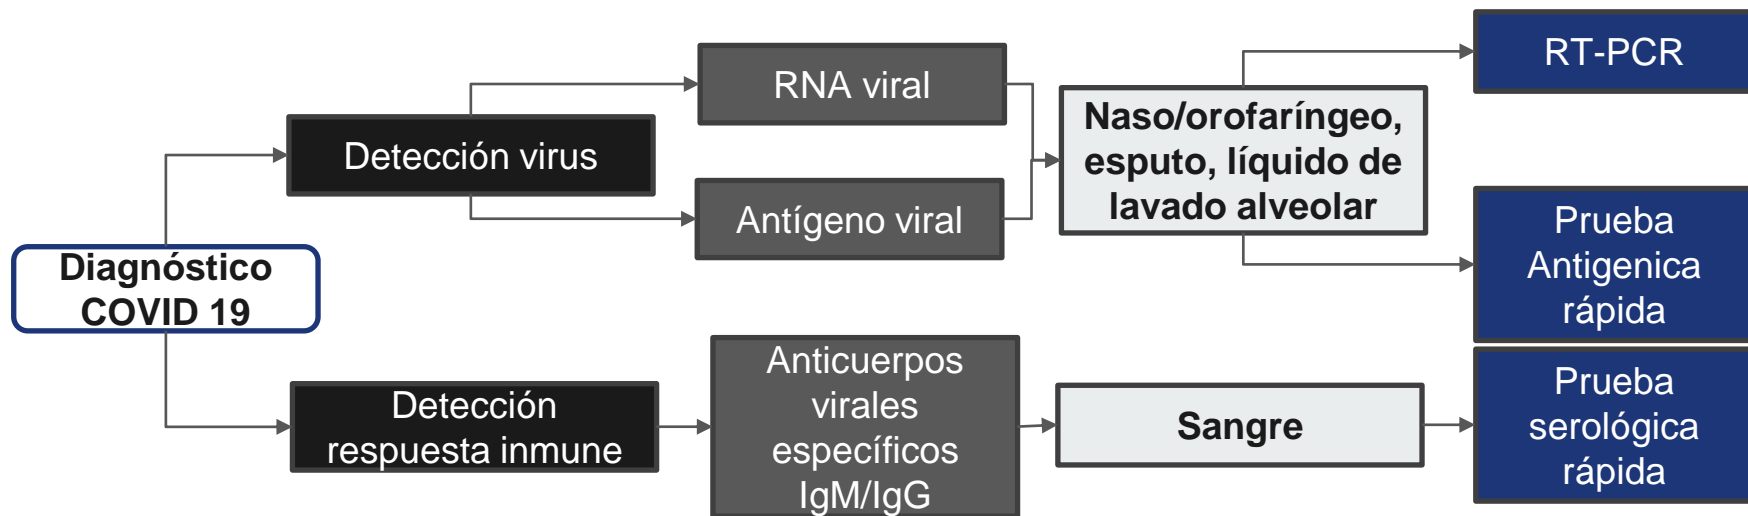 RNA viral
RT-PCR
Detección virus
Naso/orofaríngeo,
esputo, líquido de
lavado alveolar
Antígeno viral
Prueba
Antigenica
rápida
Diagnóstico
COVID 19
Detección
respuesta inmune
Anticuerpos
virales
específicos
IgM/IgG
Sangre
Prueba
serológica
rápida